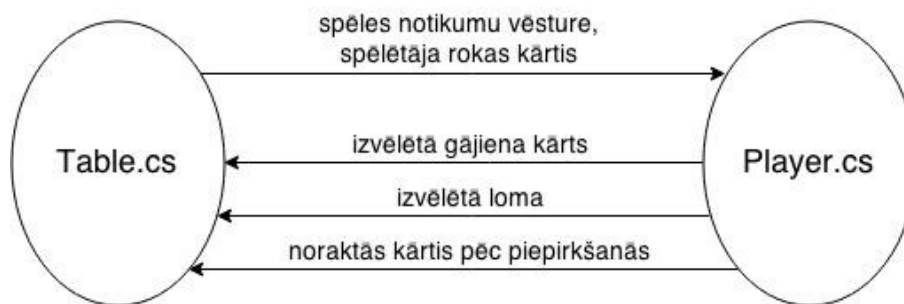 spēles notikumu vēsture,
spēlētāja rokas kārtis
Table.cs
Player.cs
izvēlētā gājiena kārts
izvēlētā loma
noraktās kārtis pēc piepirkšanās